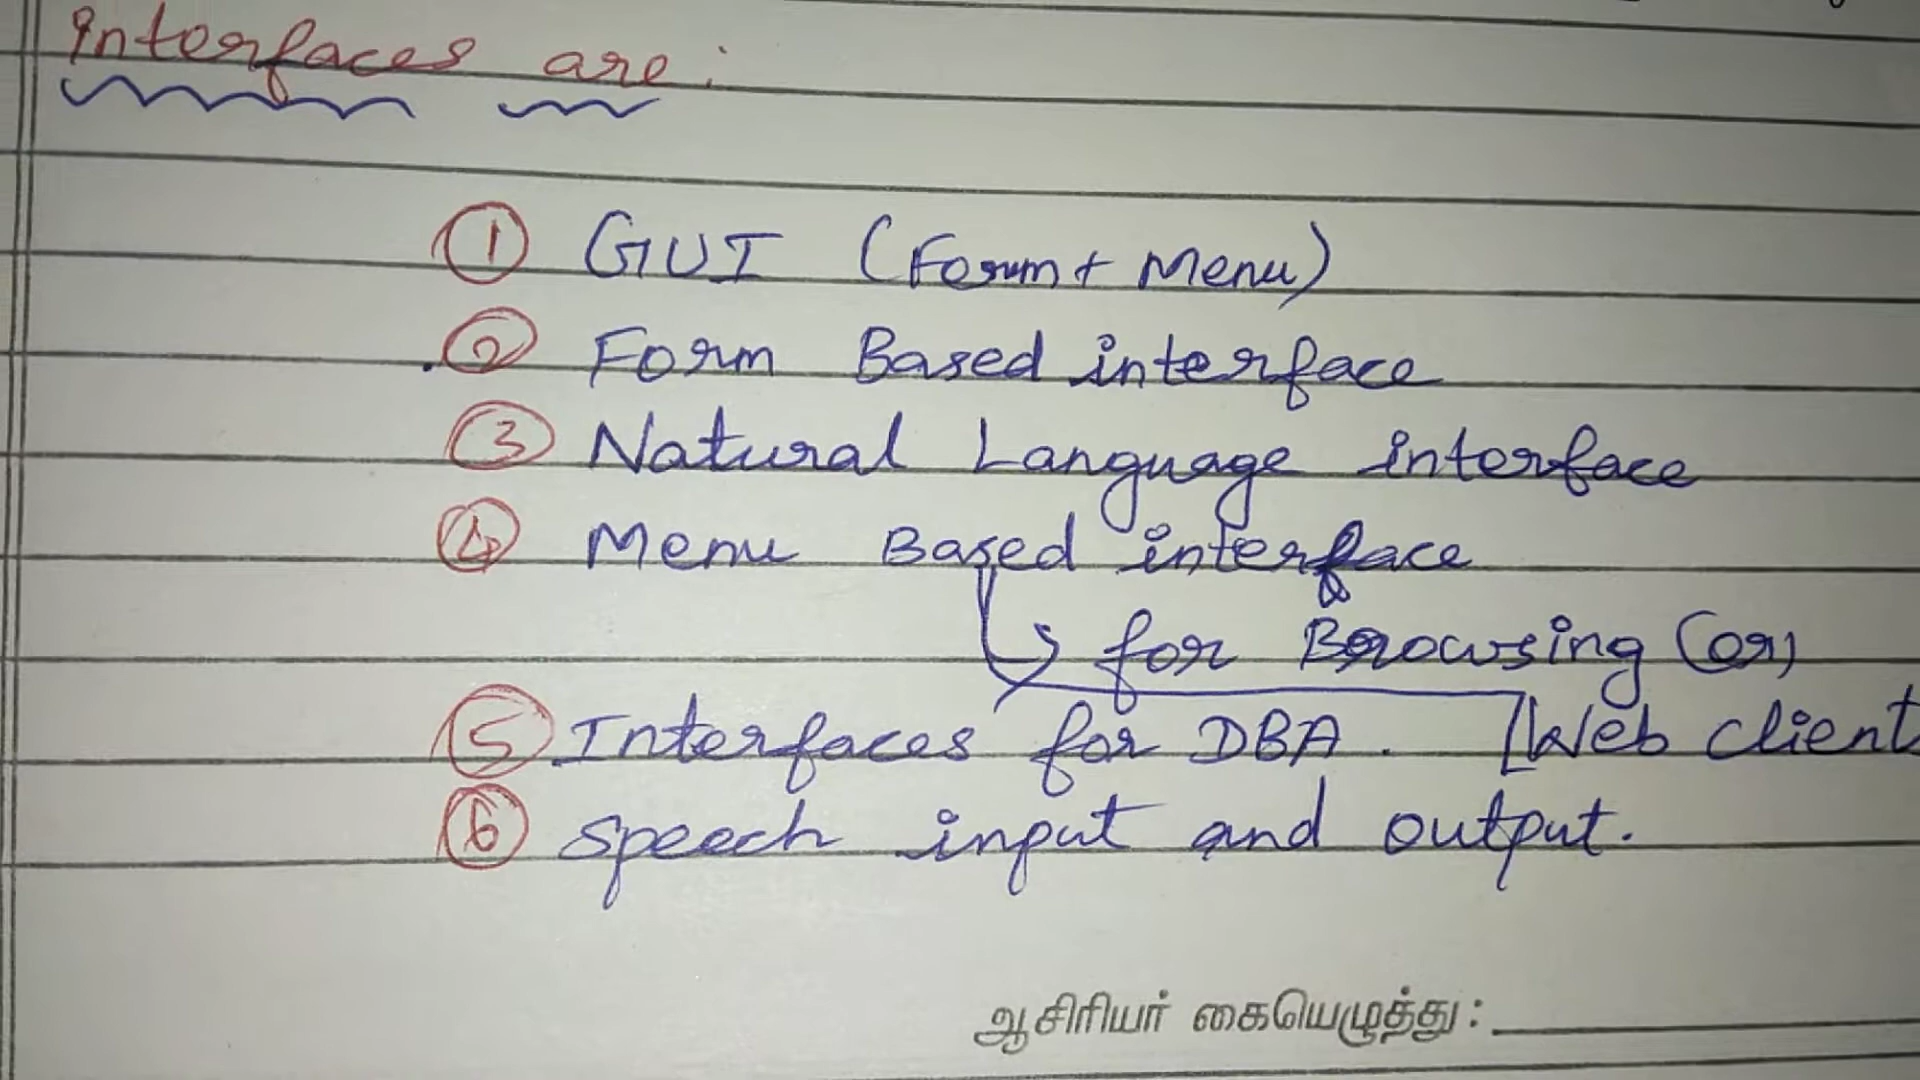 interfaces are:
① GUI (Form + Menu)
② Form Based interface
③ Natural Language interface
④ Menu Based interface
for Browsing (or)
⑤ Interfaces for DBA. [Web client
⑥ speech input and output.
ஆசிரியர் கையெழுத்து: